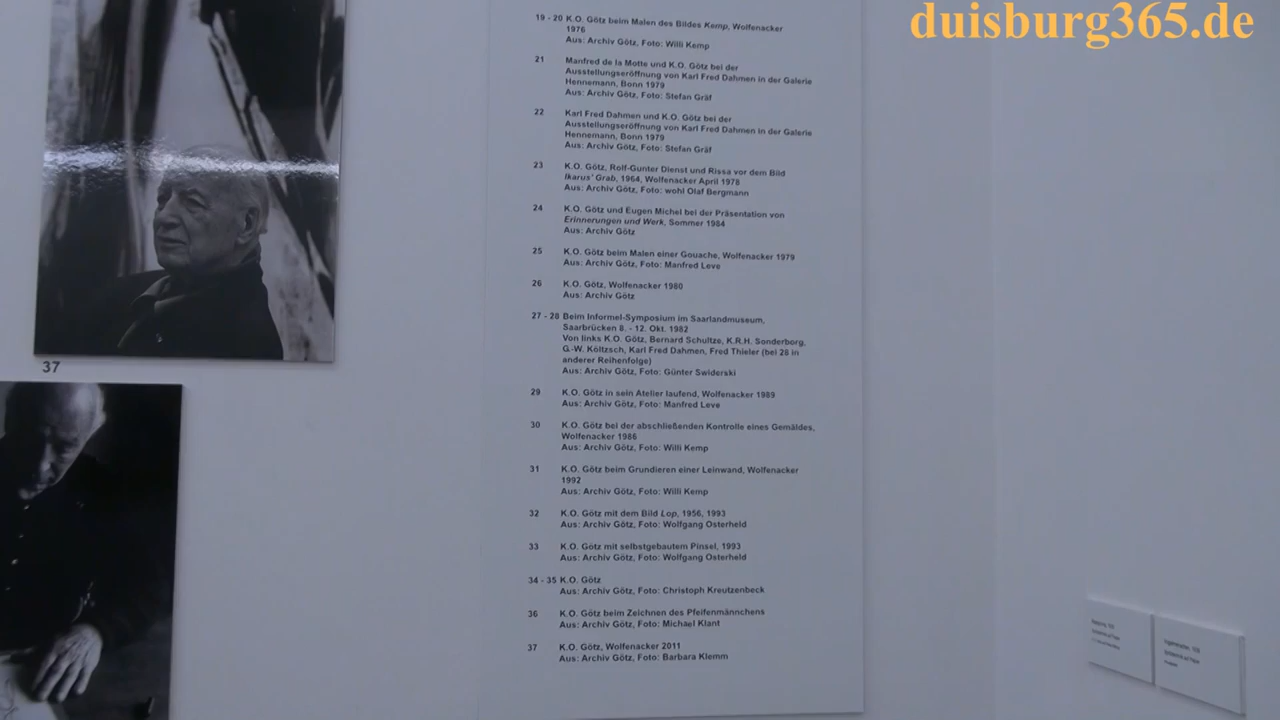 duisburg365.de
19 - 20 K.O. Götz beim Malen des Bildes Kemp, Wolfenacker
1976
Aus: Archiv Götz, Foto: Willi Kemp
21 Manfred de la Motte und K.O. Götz bei der
Ausstellungseröffnung von Karl Fred Dahmen in der Galerie
Hennemann, Bonn 1979
Aus: Archiv Götz, Foto: Stefan Gräf
22 Karl Fred Dahmen und K.O. Götz bei der
Ausstellungseröffnung von Karl Fred Dahmen in der Galerie
Hennemann, Bonn 1979
Aus: Archiv Götz, Foto: Stefan Gräf
23 K.O. Götz, Rolf-Gunter Dienst und Rissa vor dem Bild
Ikarus' Grab, 1964, Wolfenacker April 1978
Aus: Archiv Götz, Foto: wohl Olaf Bergmann
24 K.O. Götz und Eugen Michel bei der Präsentation von
Erinnerungen und Werk, Sommer 1984
Aus: Archiv Götz
25 K.O. Götz beim Malen einer Gouache, Wolfenacker 1979
Aus: Archiv Götz, Foto: Manfred Leve
26 K.O. Götz, Wolfenacker 1980
Aus: Archiv Götz
27 - 28 Beim Informel-Symposium im Saarlandmuseum,
Saarbrücken 8. - 12. Okt. 1982
Von links K.O. Götz, Bernard Schultze, K.R.H. Sonderborg,
G.-W. Költzsch, Karl Fred Dahmen, Fred Thieler (bei 28 in
anderer Reihenfolge)
Aus: Archiv Götz, Foto: Günter Swiderski
29 K.O. Götz in sein Atelier laufend, Wolfenacker 1989
Aus: Archiv Götz, Foto: Manfred Leve
30 K.O. Götz bei der abschließenden Kontrolle eines Gemäldes,
Wolfenacker 1986
Aus: Archiv Götz, Foto: Willi Kemp
31 K.O. Götz beim Grundieren einer Leinwand, Wolfenacker
1992
Aus: Archiv Götz, Foto: Willi Kemp
32 K.O. Götz mit dem Bild Lop, 1956, 1993
Aus: Archiv Götz, Foto: Wolfgang Osterheld
33 K.O. Götz mit selbstgebautem Pinsel, 1993
Aus: Archiv Götz, Foto: Wolfgang Osterheld
34 - 35 K.O. Götz
Aus: Archiv Götz, Foto: Christoph Kreutzenbeck
36 K.O. Götz beim Zeichnen des Pfeifenmännchens
Aus: Archiv Götz, Foto: Michael Klant
37 K.O. Götz, Wolfenacker 2011
Aus: Archiv Götz, Foto: Barbara Klemm
37